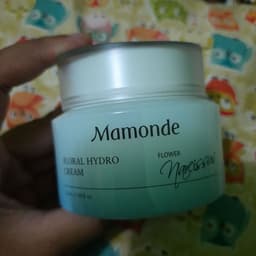 Mamonde
FLORAL HYDRO
CREAM
FLOWER
Narcissus